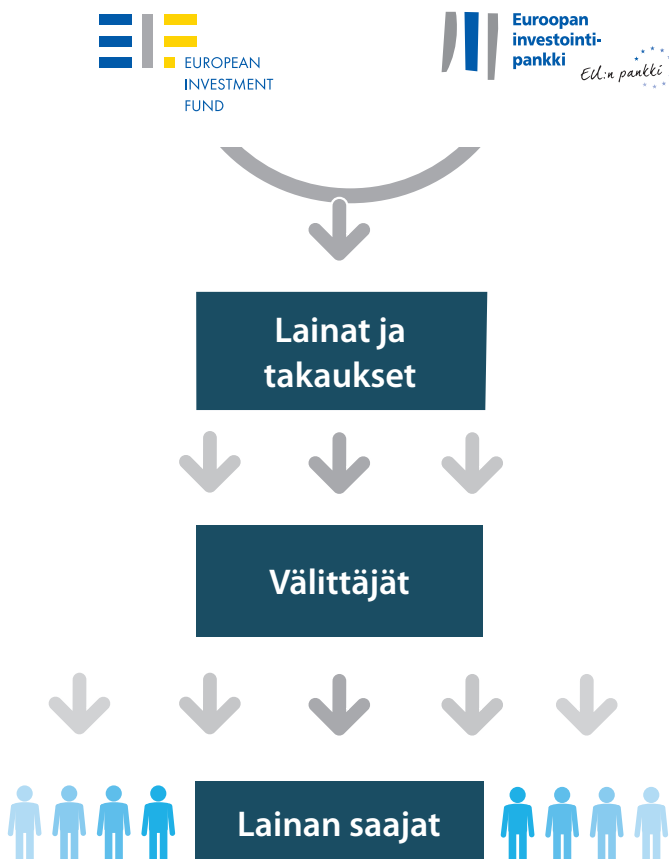 EUROPEAN
INVESTMENT
FUND
Euroopan
investointi-
pankki
EU:n pankki
Lainat ja
takaukset
Välittäjät
Lainan saajat